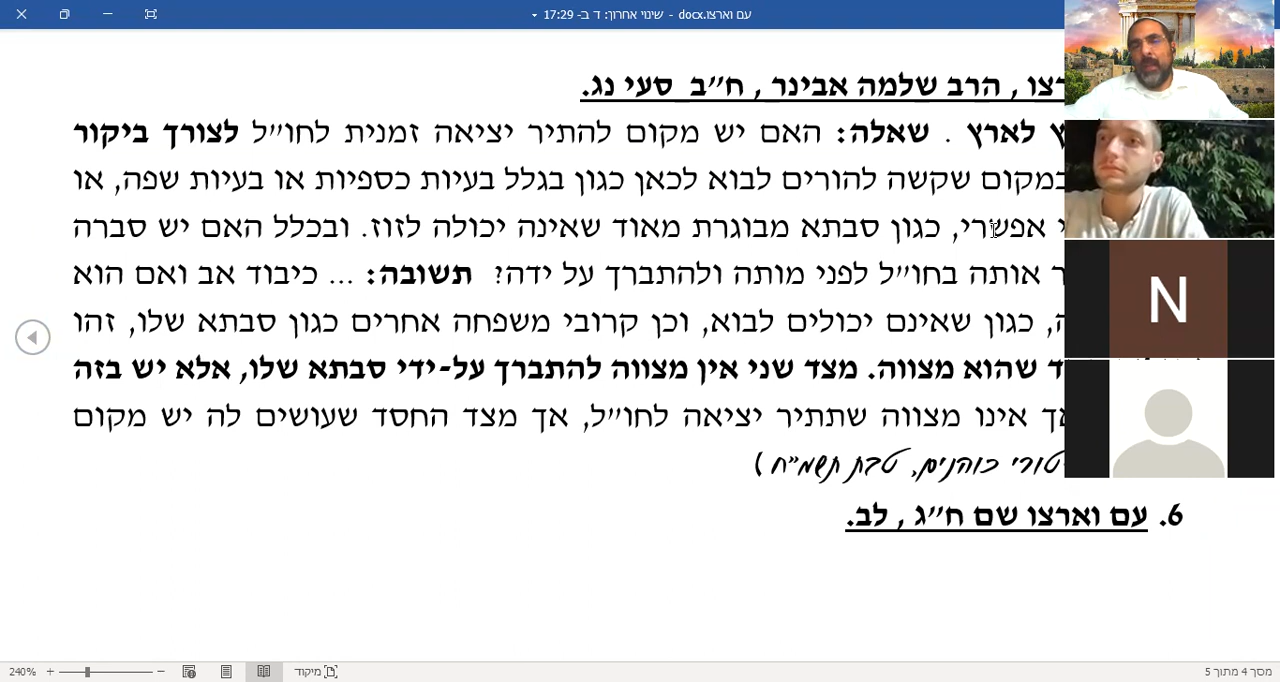 עם וארצו.docx - שינוי אחרון: ד ב- 17:29
רצו , הרב שלמה אבינר , ח״ב סעי נג.
ץ לארץ . שאלה: האם יש מקום להתיר יציאה זמנית לחו״ל לצורך ביקור
במקום שקשה להורים לבוא לכאן כגון בגלל בעיות כספיות או בעיות שפה, או
י אפשרי, כגון סבתא מבוגרת מאוד שאינה יכולה לזוז. ובכלל האם יש סברה
ר אותה בחו״ל לפני מותה ולהתברך על ידה? תשובה: ... כיבוד אב ואם הוא
ה, כגון שאינם יכולים לבוא, וכן קרובי משפחה אחרים כגון סבתא שלו, זהו
ד שהוא מצווה. מצד שני אין מצווה להתברך על-ידי סבתא שלו, אלא יש בזה
אך אינו מצווה שתתיר יציאה לחו״ל, אך מצד החסד שעושים לה יש מקום
טורי כוהנים, טבת תשמ״ח)
6. עם וארצו שם ח״ג , לב.
N
מסך 4 מתוך 5
מיקוד
240%